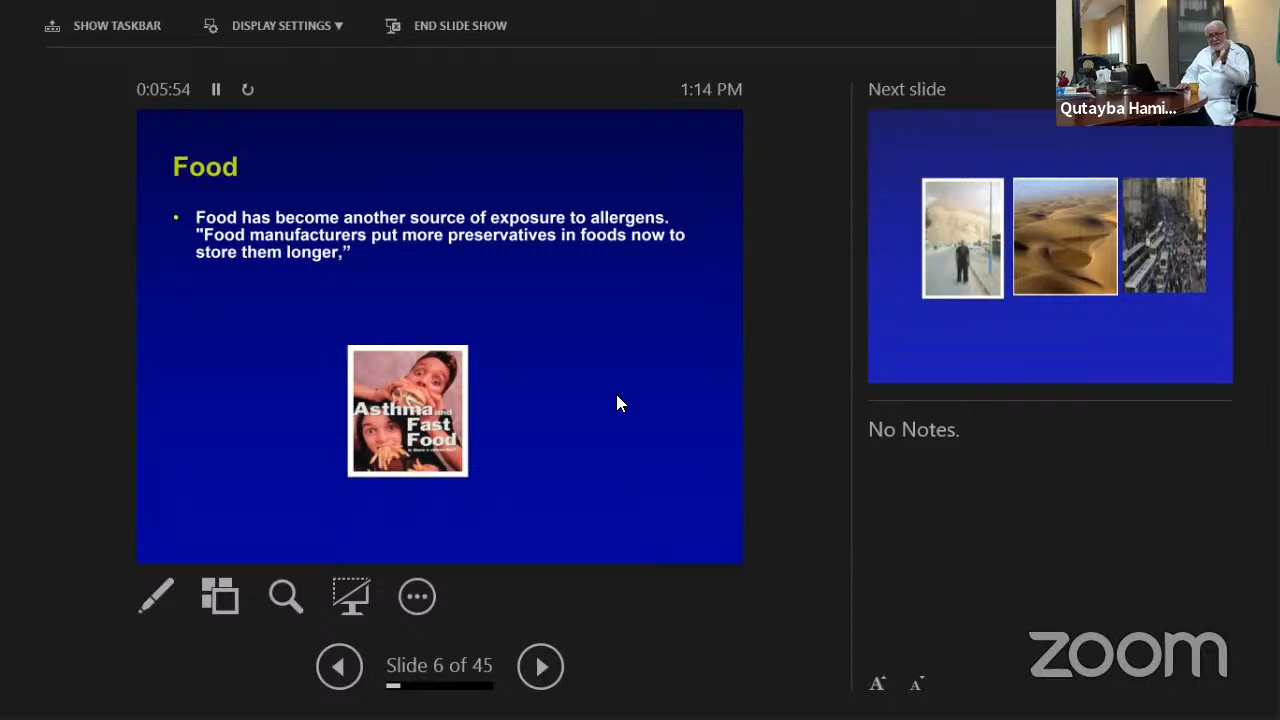 SHOW TASKBAR
DISPLAY SETTINGS ▼
END SLIDE SHOW
0:05:54
1:14 PM
Next slide
Qutayba Hami...
Food
• Food has become another source of exposure to allergens.
"Food manufacturers put more preservatives in foods now to
store them longer,”
Asthma and
Fast
Food
No Notes.
Slide 6 of 45
A
A
zoom